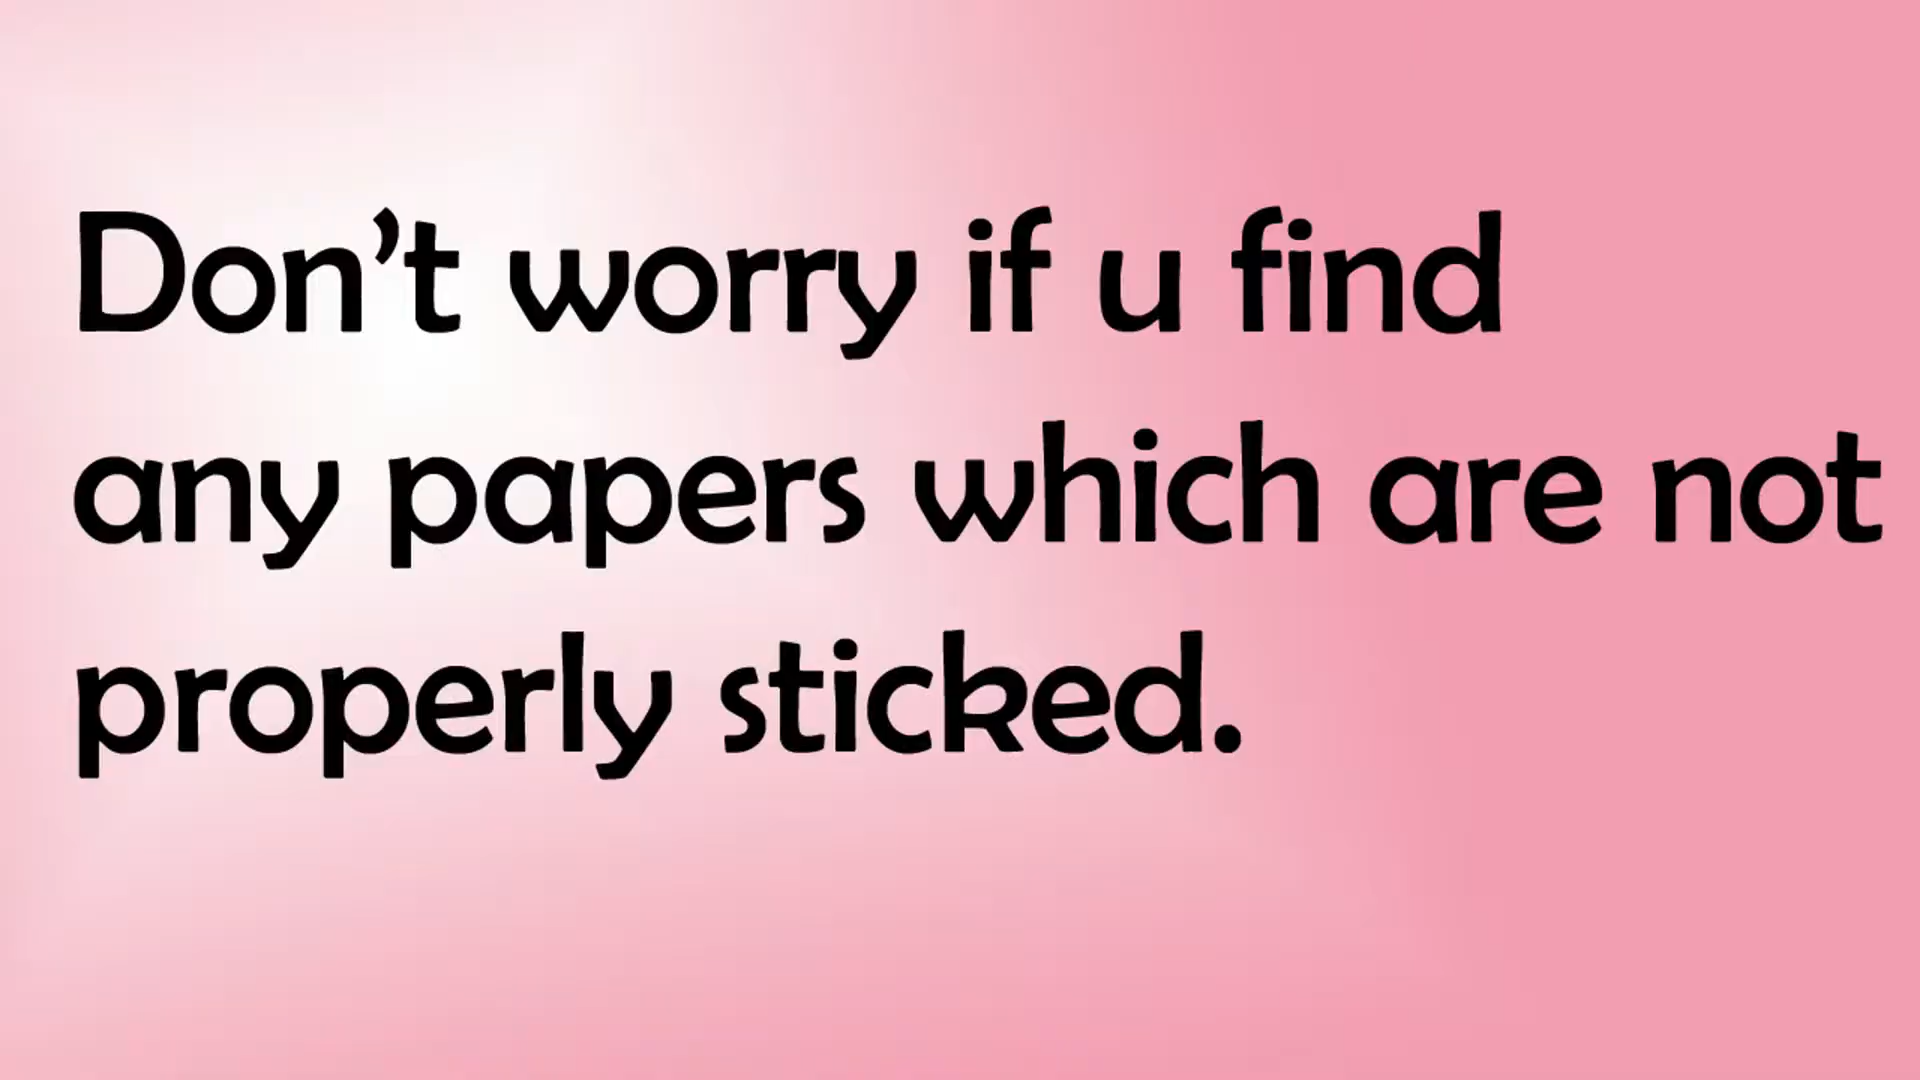 Don’t worry if u find
any papers which are not
properly sticked.